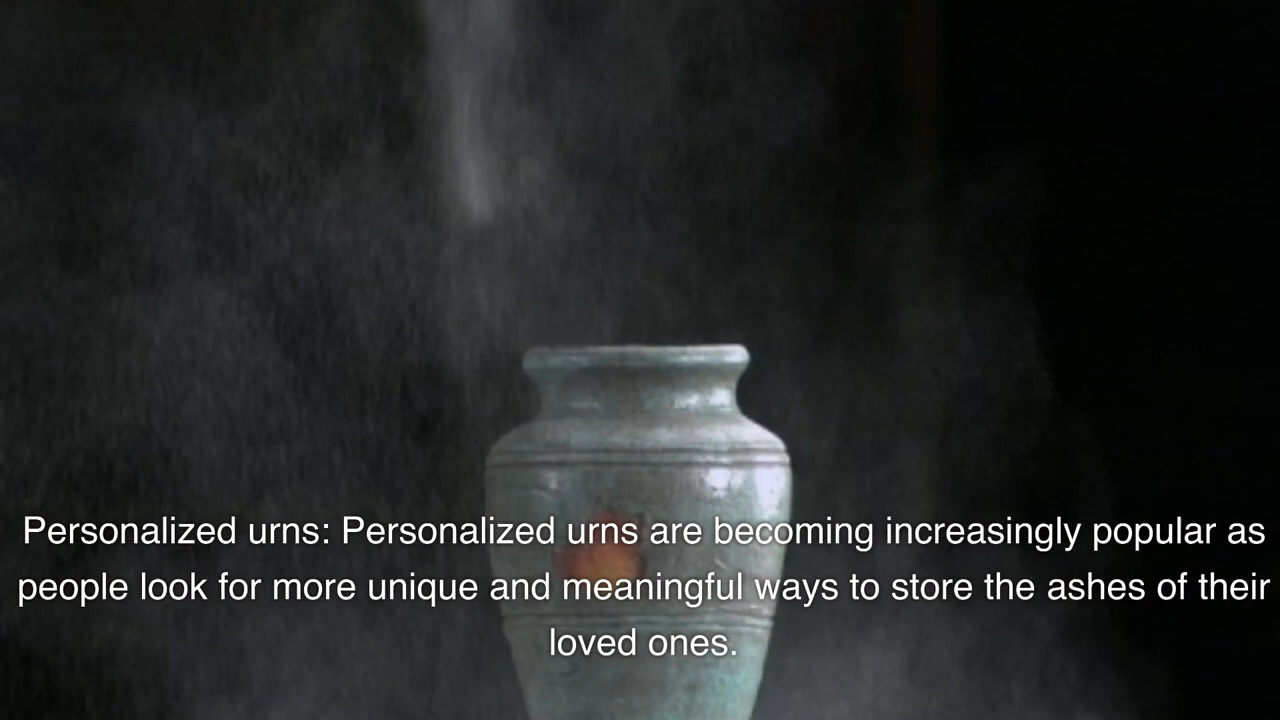 Personalized urns: Personalized urns are becoming increasingly popular as
people look for more unique and meaningful ways to store the ashes of their
loved ones.